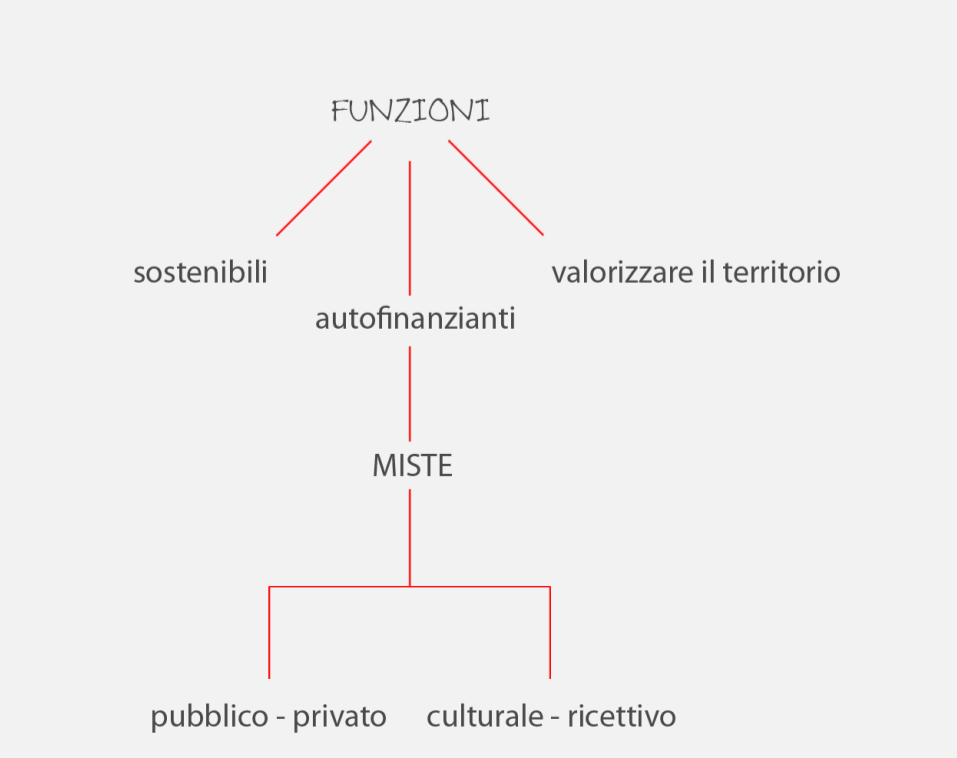 FUNZIONI
sostenibili
valorizzare il territorio
autofinanzianti
MISTE
pubblico - privato
culturale - ricettivo